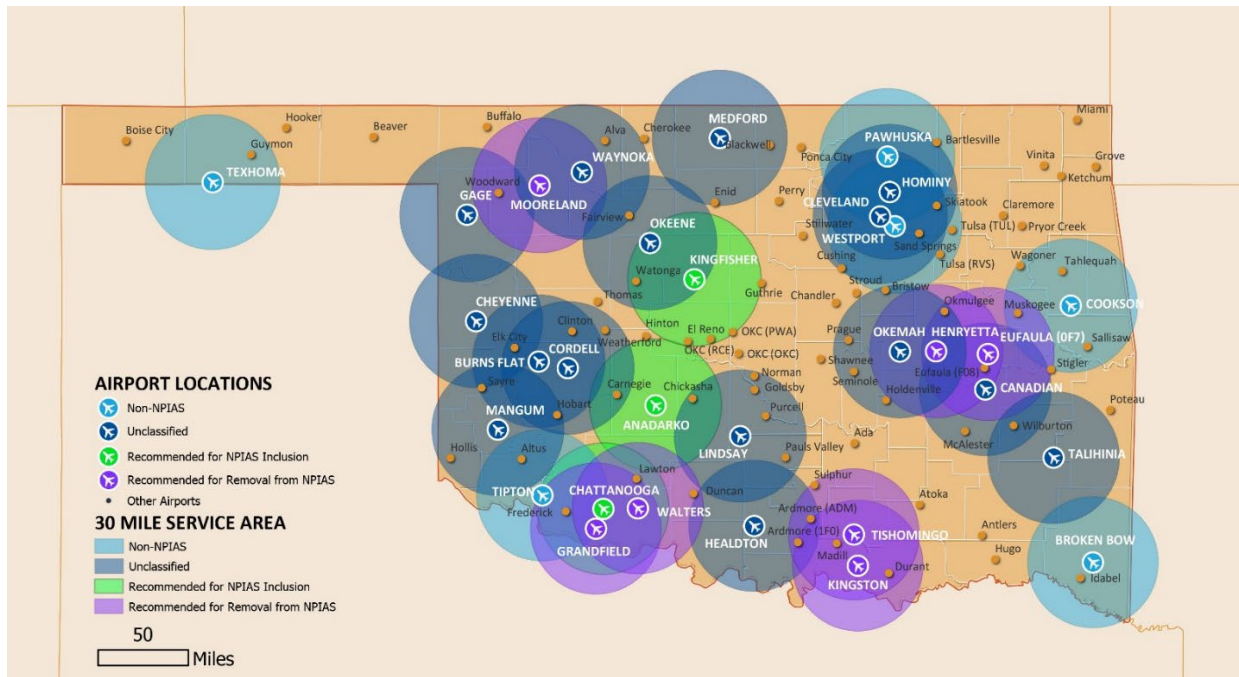 Miami
Buffalo
Hooker
Boise City
Beaver
MEDFORD
Alva
Cherokee
Blackwell
PAWHUSKA
Bartlesville
Guymon
Ponca City
Vinita
Grove
TEXHOMA
WAYNOKA
Ketchum
Woodward
MOORELAND
HOMINY
GAGE
Enid
Perry
CLEVELAND
Skiatook
Claremore
Fairview
OKEENE
Stillwater
WESTPORT
Tulsa (TUL)
Pryor Creek
Sand Springs
KINGFISHER
Cushing
Tulsa (RVS)
Wagoner
Tahlequah
Watonga
Guthrie
Stroud
Bristow
CHEYENNE
Thomas
Chandler
Okmulgee
Muskogee
COOKSON
Clinton
Hinton
El Reno
OKC (PWA)
Prague
OKEMAH
HENRYETTA
EUFAULA (0F7)
Sallisaw
Elk City
Weatherford
OKC (RCE)
OKC (OKC)
BURNS FLAT
CORDELL
Shawnee
Eufaula (F08)
Stigler
Norman
Seminole
Sayre
Carnegie
Chickasha
Goldsby
Holdenville
CANADIAN
Hobart
Purcell
Poteau
MANGUM
ANADARKO
Wilburton
LINDSAY
Ada
McAlester
Hollis
Altus
Pauls Valley
TALIHINIA
Lawton
Sulphur
TIPTON
CHATTANOOGA
Duncan
Atoka
Frederick
WALTERS
Ardmore (ADM)
TISHOMINGO
Antlers
GRANDFIELD
HEALDTON
Ardmore (1F0)
Madill
Hugo
BROKEN BOW
KINGSTON
Durant
Idabel
AIRPORT LOCATIONS
Non-NPIAS
Unclassified
Recommended for NPIAS Inclusion
Recommended for Removal from NPIAS
Other Airports
30 MILE SERVICE AREA
Non-NPIAS
Unclassified
Recommended for NPIAS Inclusion
Recommended for Removal from NPIAS
50
Miles